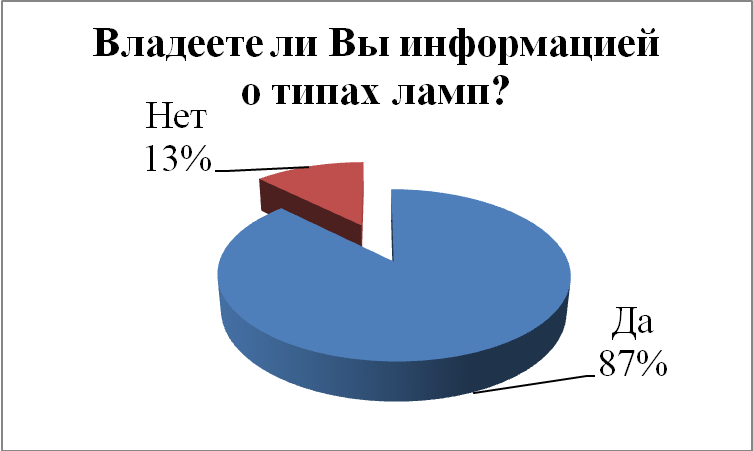 Владеете ли Вы информацией
о типах ламп?
Нет
13%
Да
87%